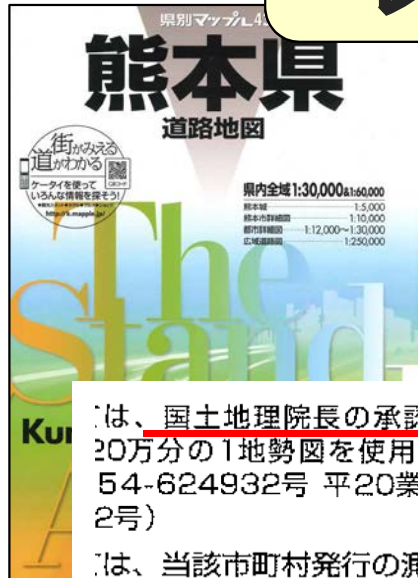 県別マップル4
熊本県
道路地図
街がみえる
道がわかる
ケータイを使って
いろんな情報を探そう!
http://k.mapple.jp/
県内全域1:30,000&1:60,000
熊本城 1:5,000
熊本市詳細図 1:10,000
都市詳細図 1:12,000〜1:30,000
広域道路図 1:250,000
The
Stand
Kur
は、国土地理院長の承認
20万分の1地勢図を使用
54-624932号 平20業
2号)
は、当該市町村発行の